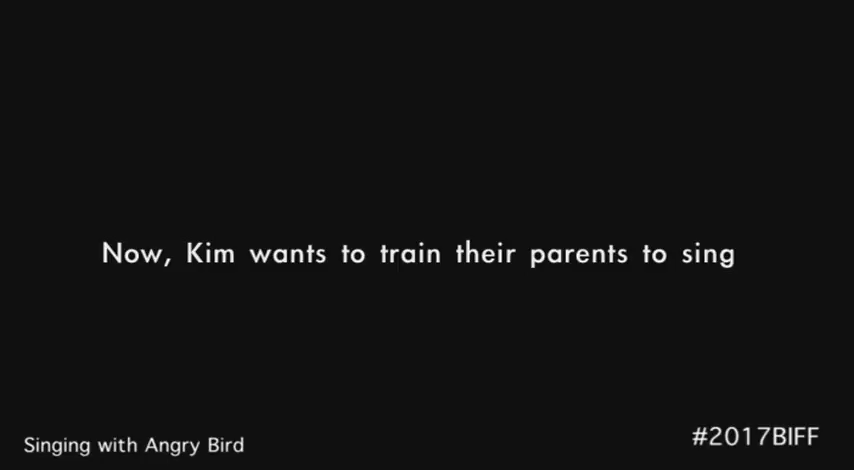 Now, Kim wants to train their parents to sing
Singing with Angry Bird
#2017BIFF